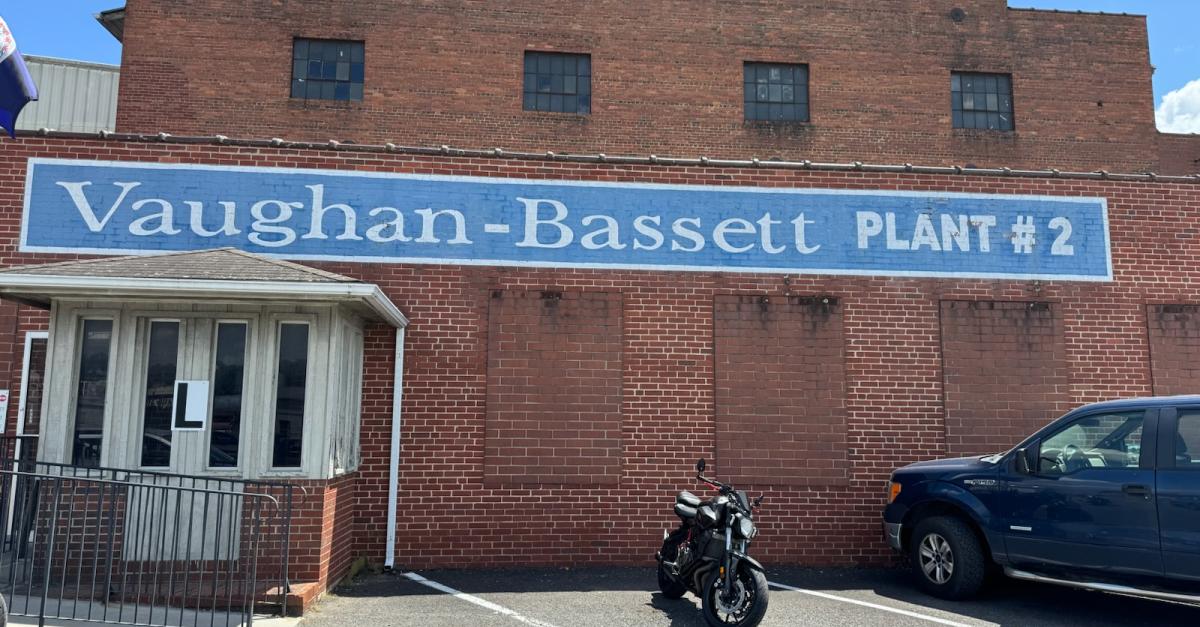 Vaughan-Bassett PLANT # 2
L